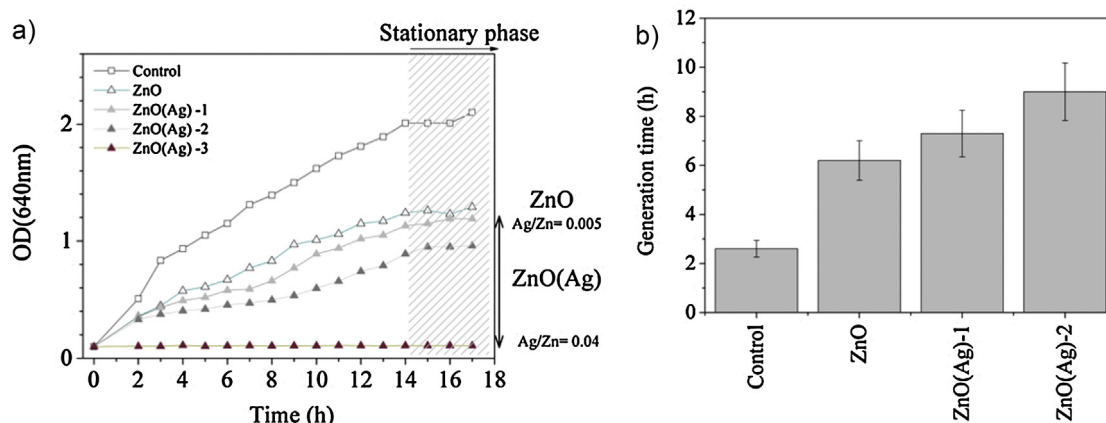 a)
Stationary phase
Control
ZnO
ZnO(Ag) -1
ZnO(Ag) -2
ZnO(Ag) -3
OD(640nm)
2
1
0
0 2 4 6 8 10 12 14 16 18
Time (h)
ZnO
Ag/Zn= 0.005
ZnO(Ag)
Ag/Zn= 0.04
b)
Generation time (h)
12
10
8
6
4
2
0
Control
ZnO
ZnO(Ag)-1
ZnO(Ag)-2